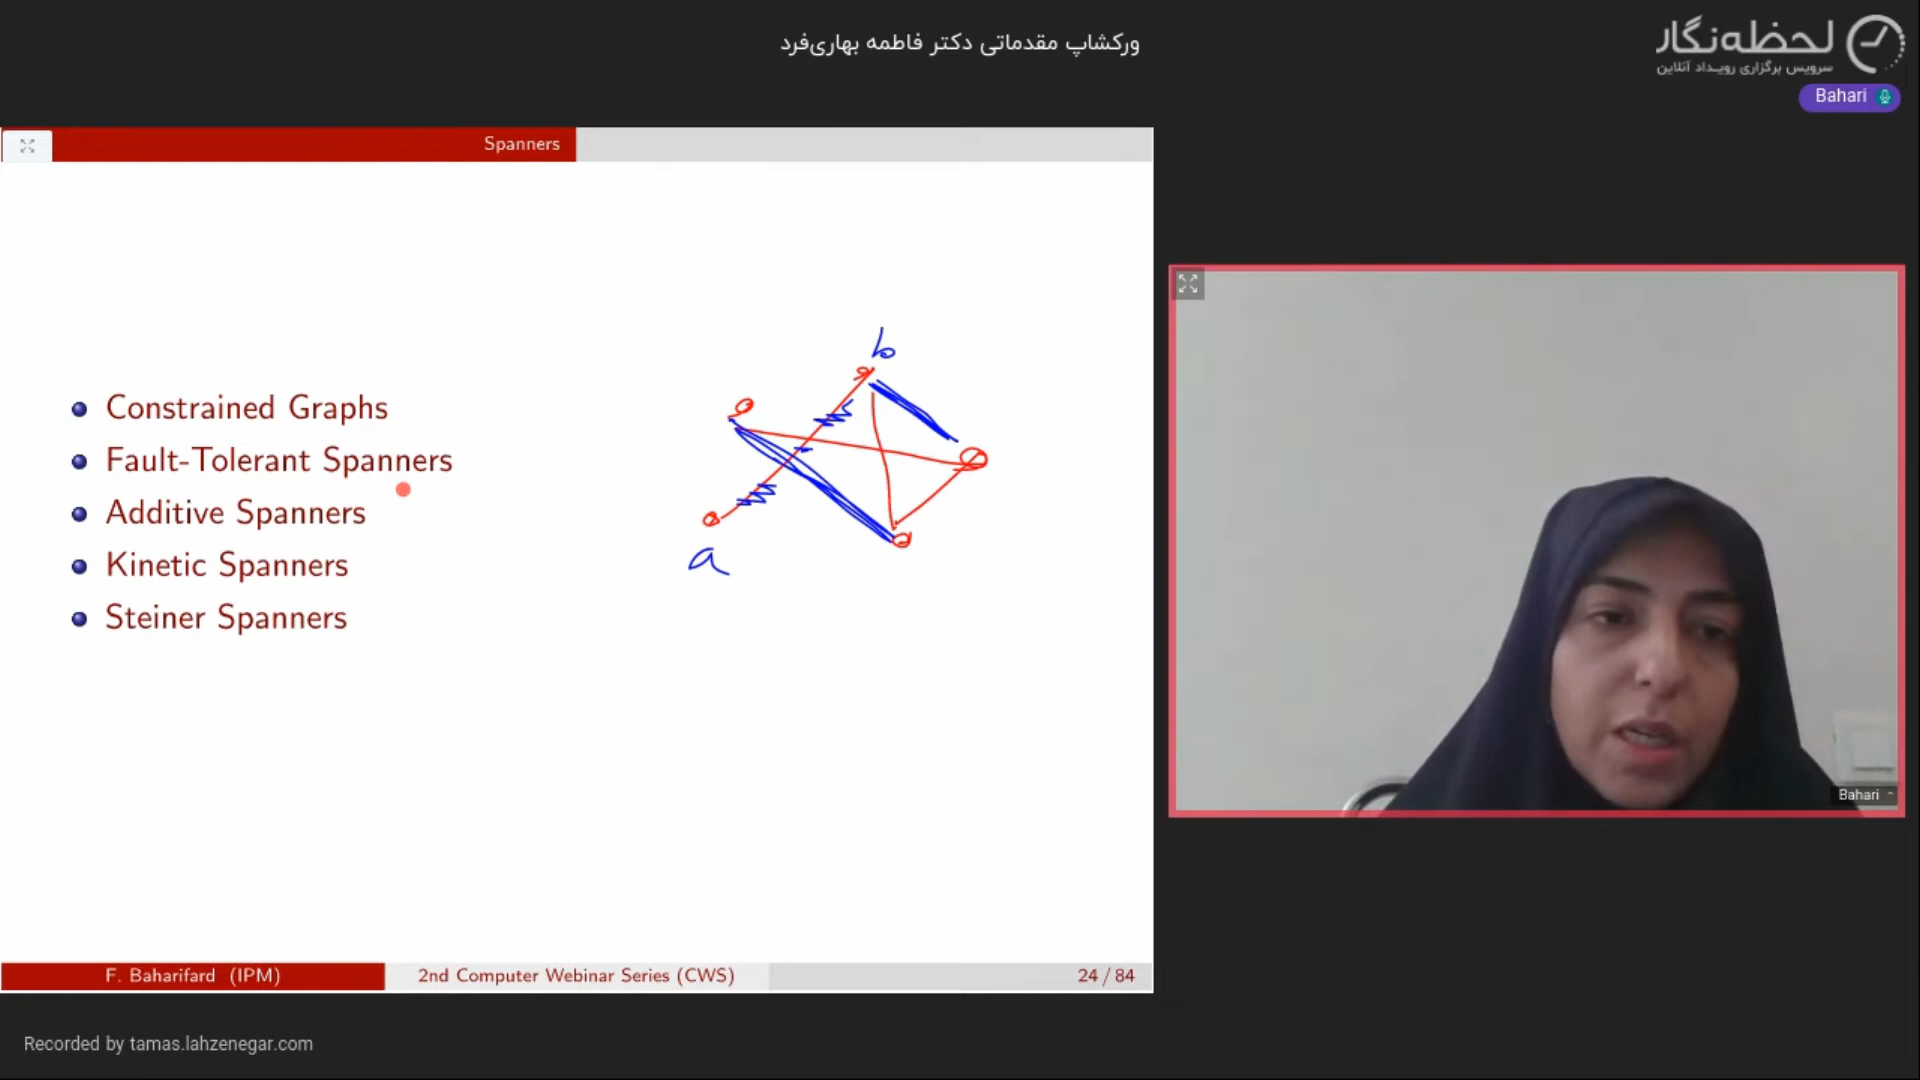 ورکشاپ مقدماتی دکتر فاطمه بهاری‌فرد
لحظه‌نگار
سرویس برگزاری رویداد آنلاین
Bahari
Spanners
Constrained Graphs
Fault-Tolerant Spanners
Additive Spanners
Kinetic Spanners
Steiner Spanners
b
a
Bahari
F. Baharifard (IPM)
2nd Computer Webinar Series (CWS)
24 / 84
Recorded by tamas.lahzenegar.com